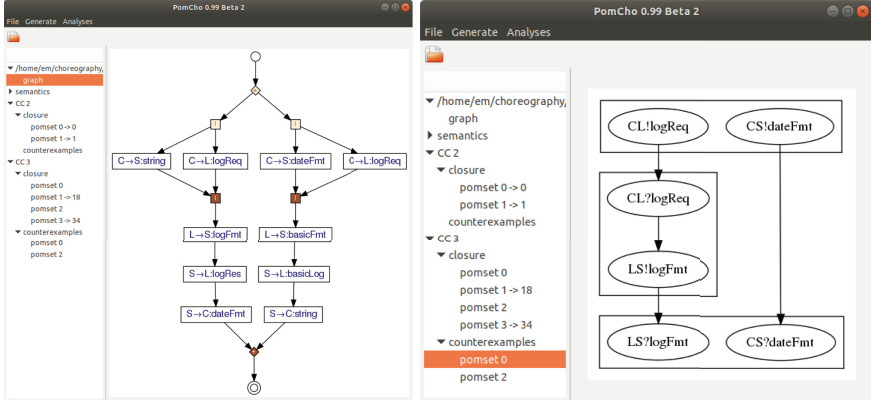 PomCho 0.99 Beta 2
File Generate Analyses
/home/em/choreography,
graph
semantics
CC 2
closure
pomset 0 -> 0
pomset 1 -> 1
counterexamples
CC 3
closure
pomset 0
pomset 1 -> 18
pomset 2
pomset 3 -> 34
counterexamples
pomset 0
pomset 2
+
| |
C→S:string C→L:logReq C→S:dateFmt C→L:logReq
| |
L→S:logFmt L→S:basicFmt
S→L:logRes S→L:basicLog
S→C:dateFmt S→C:string
+
PomCho 0.99 Beta 2
File Generate Analyses
/home/em/choreography,
graph
semantics
CC 2
closure
pomset 0 -> 0
pomset 1 -> 1
counterexamples
CC 3
closure
pomset 0
pomset 1 -> 18
pomset 2
pomset 3 -> 34
counterexamples
pomset 0
pomset 2
CL!logReq CS!dateFmt
CL?logReq
LS!logFmt
LS?logFmt CS?dateFmt